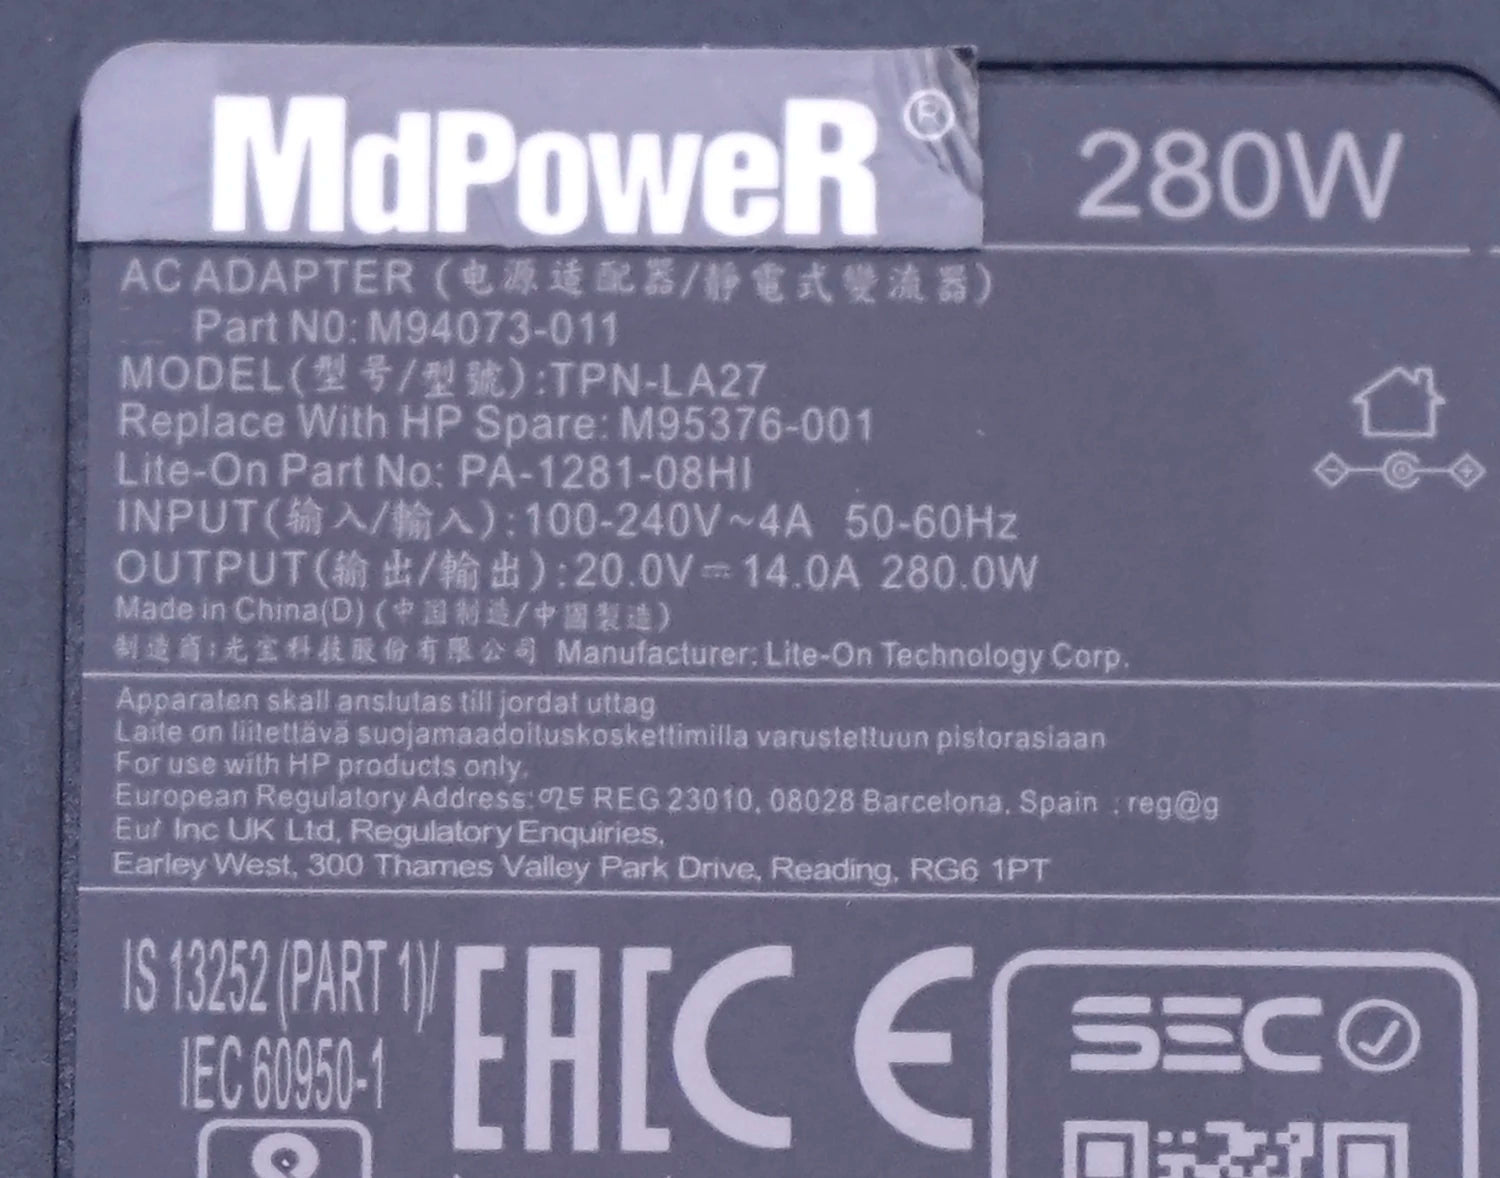 MdPoweR ®
280W
AC ADAPTER (电源适配器/靜電式變流器)
Part N0: M94073-011
MODEL(型号/型號):TPN-LA27
Replace With HP Spare: M95376-001
Lite-On Part No: PA-1281-08HI
INPUT(输入/輸入):100-240V~4A 50-60Hz
OUTPUT(输出/輸出):20.0V⎓14.0A 280.0W
Made in China(D) (中国制造/中國製造)
制造商:光宝科技股份有限公司 Manufacturer: Lite-On Technology Corp.
Apparaten skall anslutas till jordat uttag
Laite on liitettävä suojamaadoituskoskettimilla varustettuun pistorasiaan
For use with HP products only.
European Regulatory Address: REG 23010, 08028 Barcelona. Spain : reg@g
Inc UK Ltd, Regulatory Enquiries,
Earley West, 300 Thames Valley Park Drive, Reading, RG6 1PT
IS 13252 (PART 1)/
IEC 60950-1
EAC CE
SEC